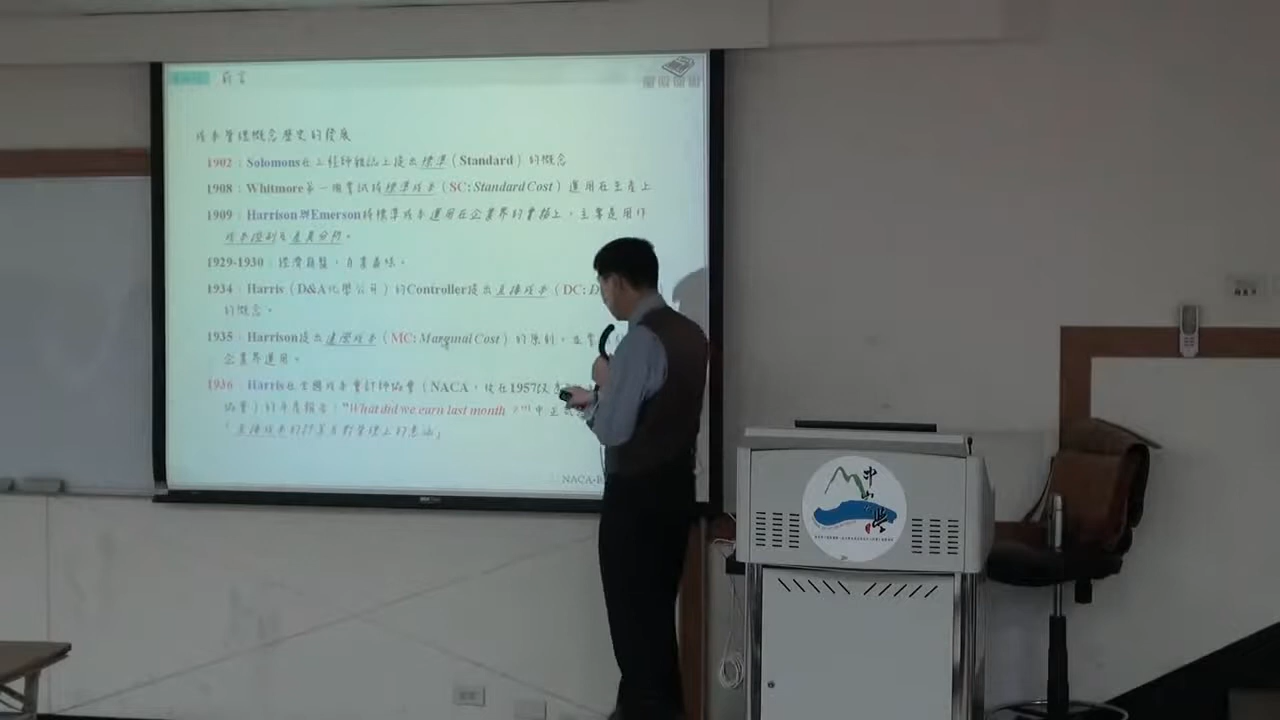 前言
成本管理概念歷史的發展
1902：Solomons在工程師雜誌上提出標準（Standard）的概念
1908：Whitmore第一個嘗試將標準成本（SC: Standard Cost）運用在生產上
1909：Harrison與Emerson將標準成本運用在企業界的實務上，主要是用作
成本控制及差異分析。
1929-1930：經濟蕭、百業
1934：Harris（D&A化學公司）的Controller提出直接成本（DC: D
的概念。
1935：Harrison提出邊際成本（MC: Marginal Cost）的原則，並
企業界運用。
1936：Harris在全國成本會計師協會（NACA，後在1957
協會）的年度報告："What did we earn last month ?"中
「直接成本的計算及對管理上的意涵」
NACA-B
中山